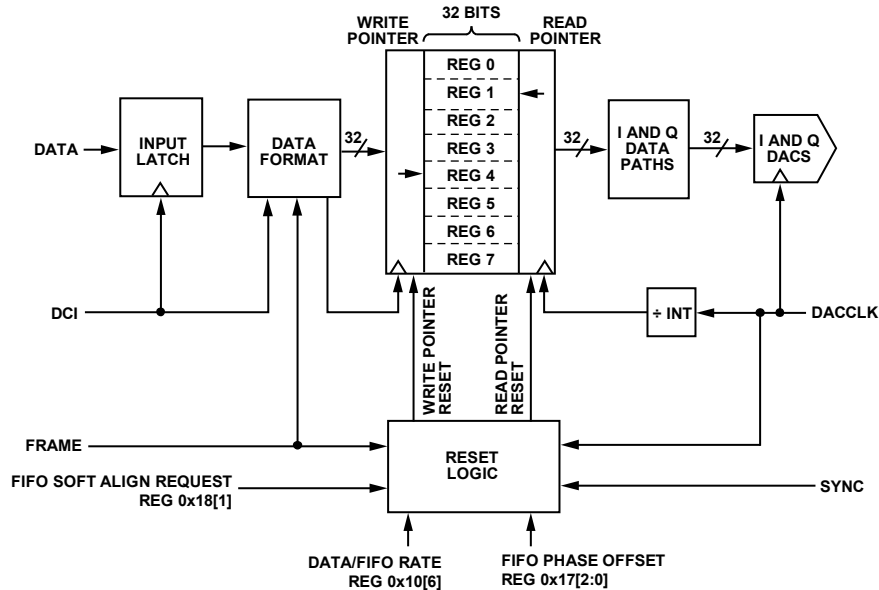 32 BITS
WRITE
POINTER
READ
POINTER
REG 0
REG 1
REG 2
REG 3
REG 4
REG 5
REG 6
REG 7
DATA
INPUT
LATCH
DATA
FORMAT
32
32
I AND Q
DATA
PATHS
32
I AND Q
DACS
DCI
÷ INT
DACCLK
WRITE POINTER
RESET
READ POINTER
RESET
FRAME
RESET
LOGIC
FIFO SOFT ALIGN REQUEST
REG 0x18[1]
SYNC
DATA/FIFO RATE
REG 0x10[6]
FIFO PHASE OFFSET
REG 0x17[2:0]